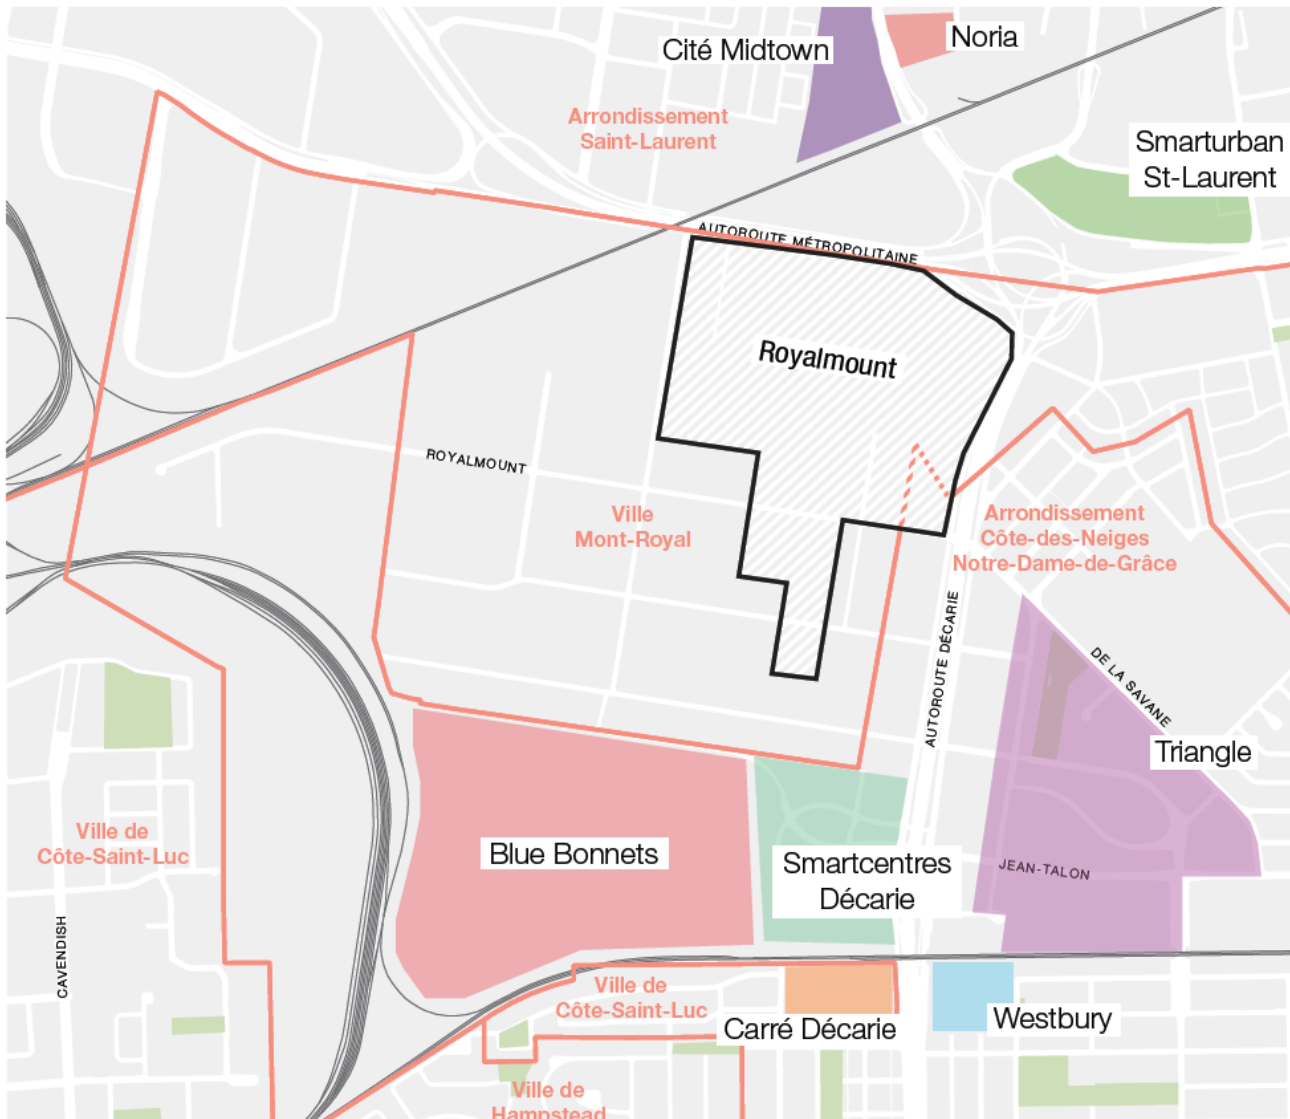 Cité Midtown
Noria
Arrondissement
Saint-Laurent
Smarturban
St-Laurent
AUTOROUTE MÉTROPOLITAINE
Royalmount
ROYALMOUNT
Ville
Mont-Royal
Arrondissement
Côte-des-Neiges
Notre-Dame-de-Grâce
AUTOROUTE DÉCARIE
DE LA SAVANE
Triangle
Ville de
Côte-Saint-Luc
Blue Bonnets
Smartcentres
Décarie
JEAN-TALON
CAVENDISH
Ville de
Côte-Saint-Luc
Carré Décarie
Westbury
Ville de
Hampstead